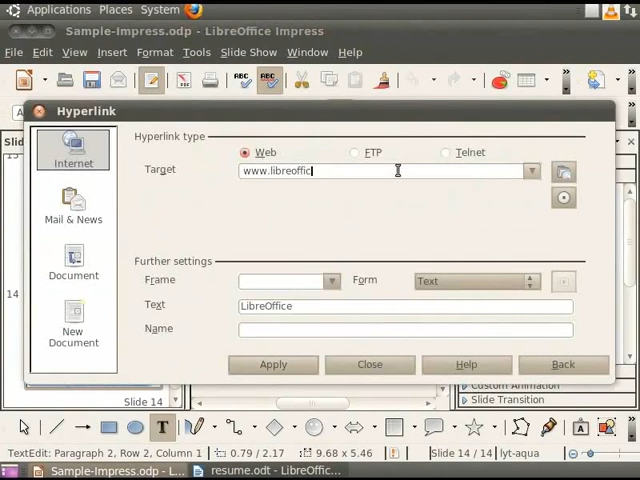 Applications Places System
Sample-Impress.odp - LibreOffice Impress
File Edit View Insert Format Tools Slide Show Window Help
ABC ABC
Hyperlink
Slid
Internet
Mail & News
Document
New
Document
Hyperlink type
Web FTP Telnet
Target www.libreoffic
Further settings
Frame Form Text
Text LibreOffice
Name
Apply Close Help Back
14
Slide 14
Custom Animation
Slide Transition
T
TextEdit: Paragraph 2, Row 2, Column 1 0.79 / 2.17 9.68 x 5.46 Slide 14 / 14 lyt-aqua
Sample-Impress.odp - L... resume.odt - LibreOffic...